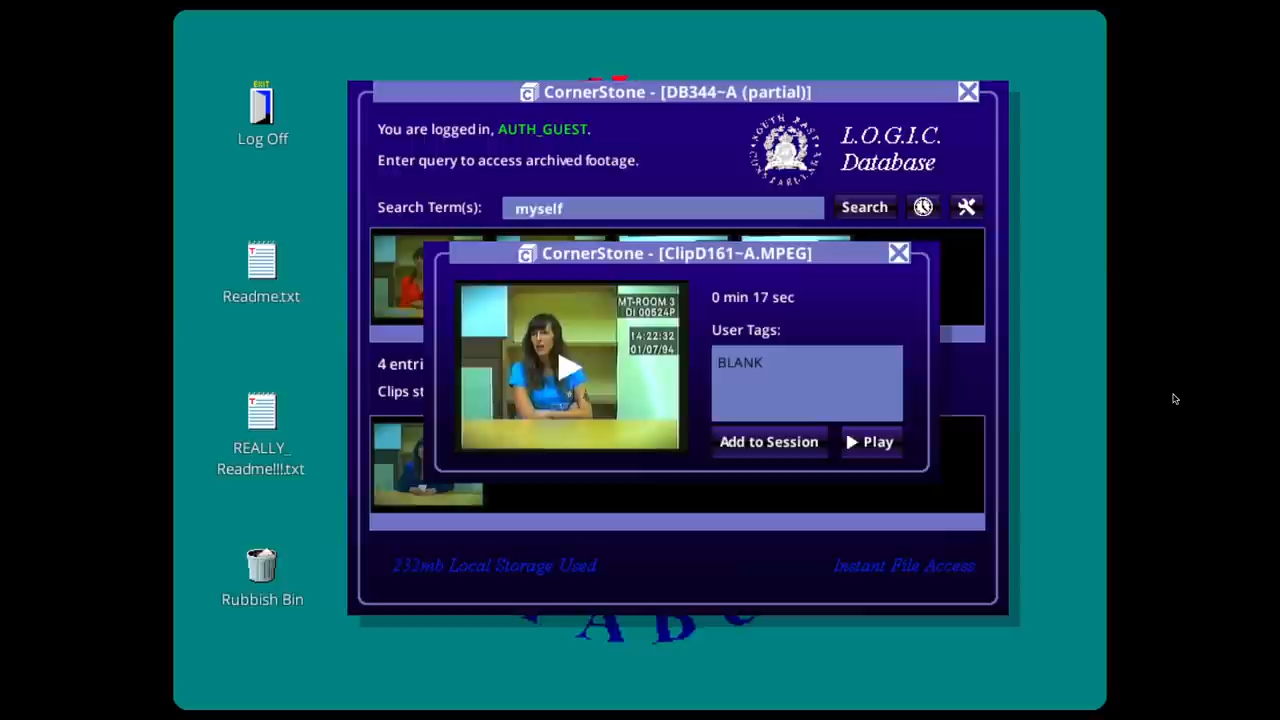 EXIT
Log Off
Readme.txt
REALLY_
Readme!!!.txt
Rubbish Bin
CornerStone - [DB344~A (partial)]
You are logged in, AUTH_GUEST.
Enter query to access archived footage.
L.O.G.I.C.
Database
Search Term(s):
myself
Search
CornerStone - [ClipD161~A.MPEG]
MT-ROOM 3
DI 00524P
14:22:32
01/07/94
0 min 17 sec
User Tags:
BLANK
Add to Session
Play
4 entri
Clips st
232mb Local Storage Used
Instant File Access